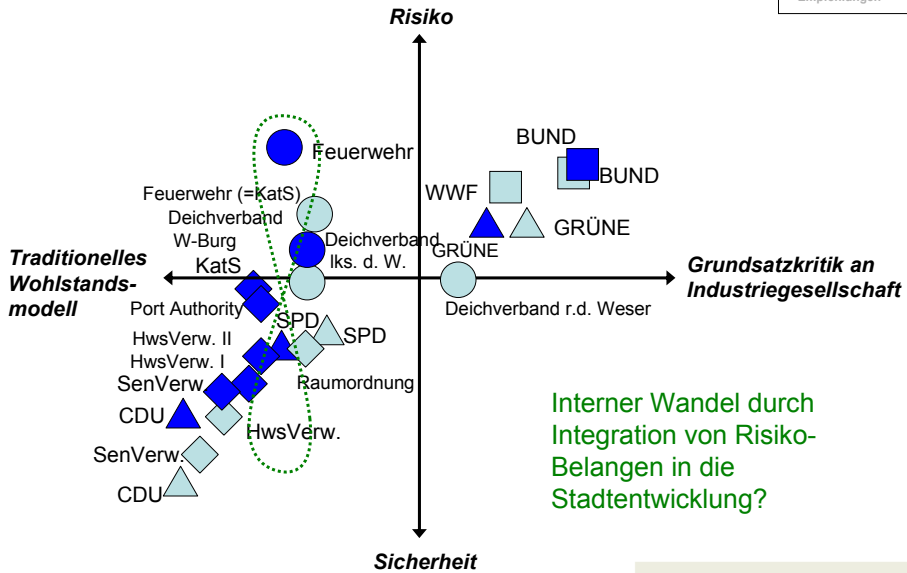 Empfehlungen
Risiko
BUND
Feuerwehr
BUND
Feuerwehr (=KatS)
WWF
Deichverband
W-Burg
GRÜNE
Deichverband
lks. d. W.
GRÜNE
Traditionelles
Wohlstands-
modell
KatS
Grundsatzkritik an
Industriegesellschaft
Port Authority
Deichverband r.d. Weser
SPD
SPD
HwsVerw. II
HwsVerw. I
SenVerw.
Raumordnung
CDU
HwsVerw.
SenVerw.
CDU
Interner Wandel durch
Integration von Risiko-
Belangen in die
Stadtentwicklung?
Sicherheit